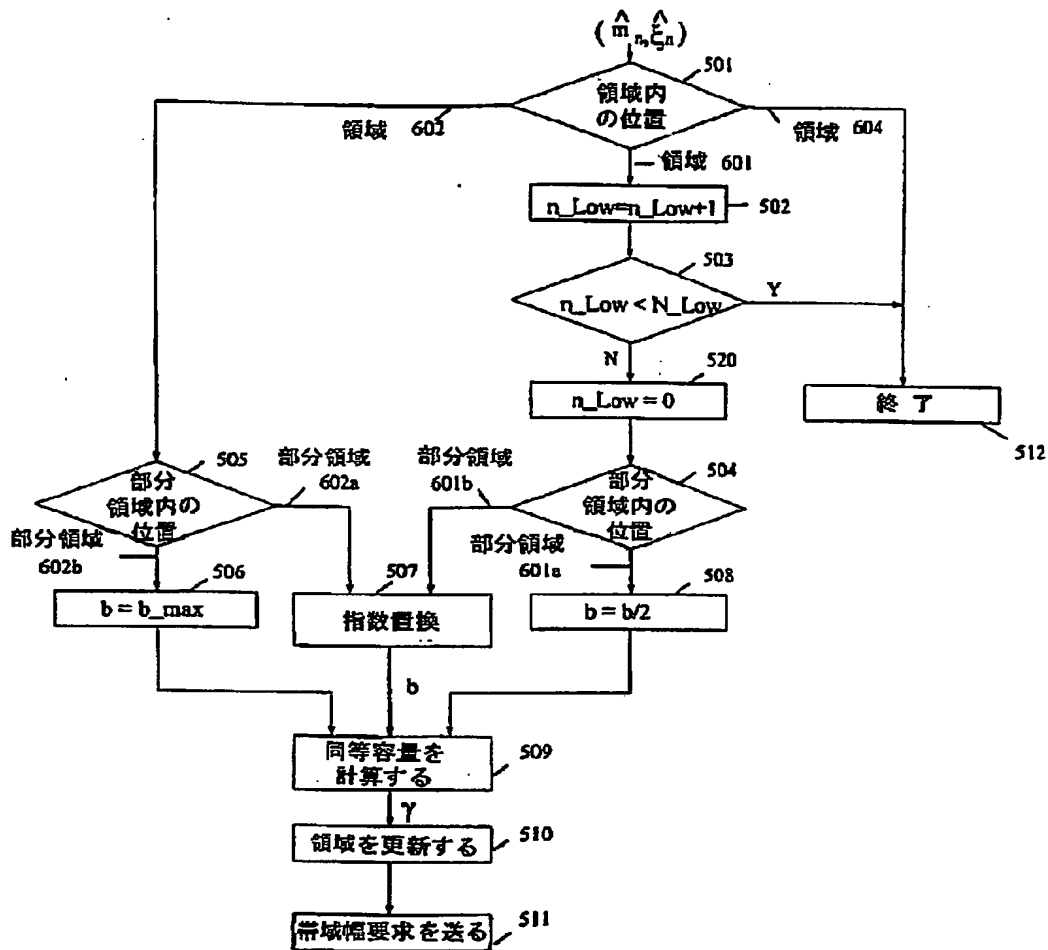 (m̂n, ξ̂n)
501
領域内
の位置
領域 602
領域 604
領域 601
n_Low=n_Low+1
502
503
n_Low < N_Low
Y
N
520
n_Low = 0
終 了
512
505
部分
領域内の
位置
部分領域
602a
部分領域
601b
504
部分
領域内の
位置
部分領域
602b
部分領域
601a
506
b = b_max
507
指数置換
508
b = b/2
b
同等容量を
計算する
509
γ
領域を更新する
510
帯域幅要求を送る
511